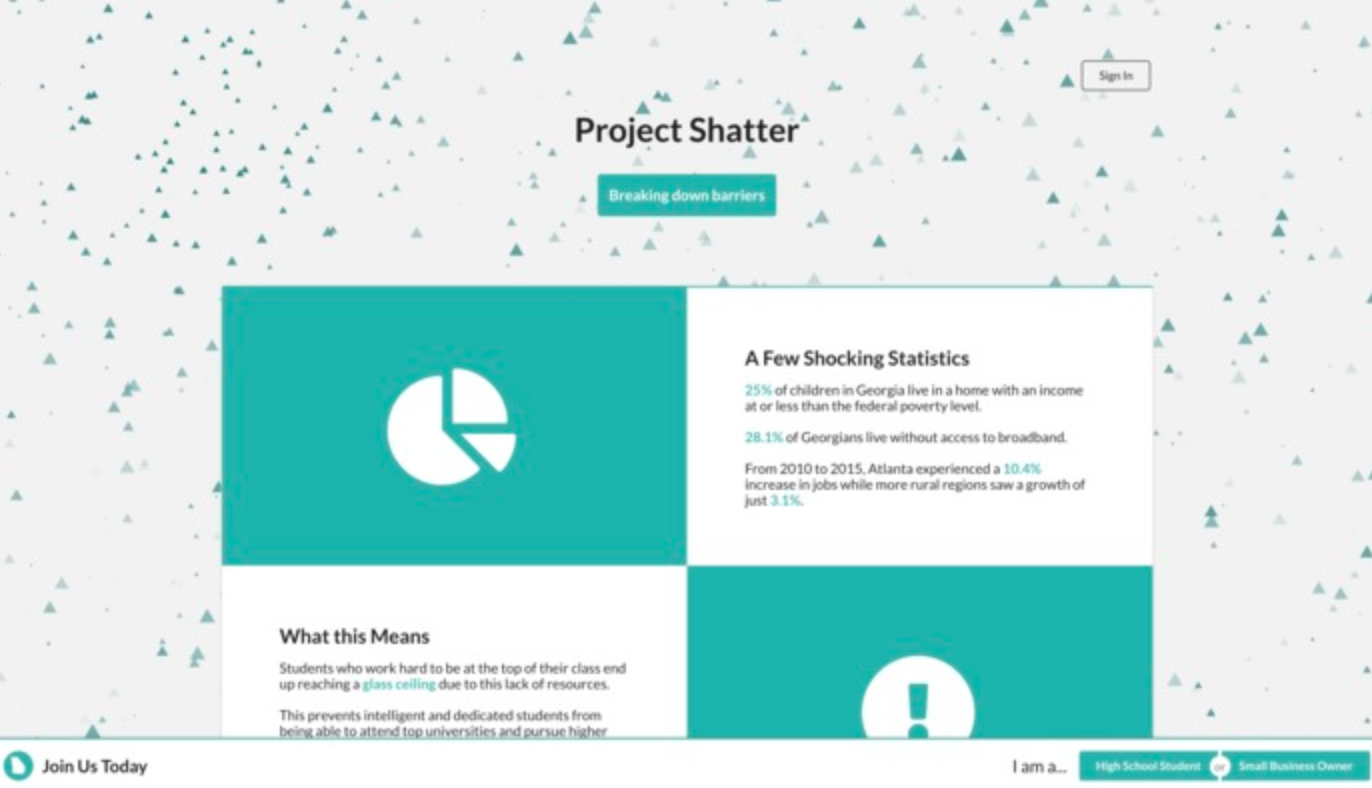 Sign In
Project Shatter
Breaking down barriers
A Few Shocking Statistics
25% of children in Georgia live in a home with an income
at or less than the federal poverty level.
28.1% of Georgians live without access to broadband.
From 2010 to 2015, Atlanta experienced a 10.4%
increase in jobs while more rural regions saw a growth of
just 3.1%.
What this Means
Students who work hard to be at the top of their class end
up reaching a glass ceiling due to this lack of resources.
This prevents intelligent and dedicated students from
being able to attend top universities and pursue higher
Join Us Today
I am a...
High School Student or Small Business Owner